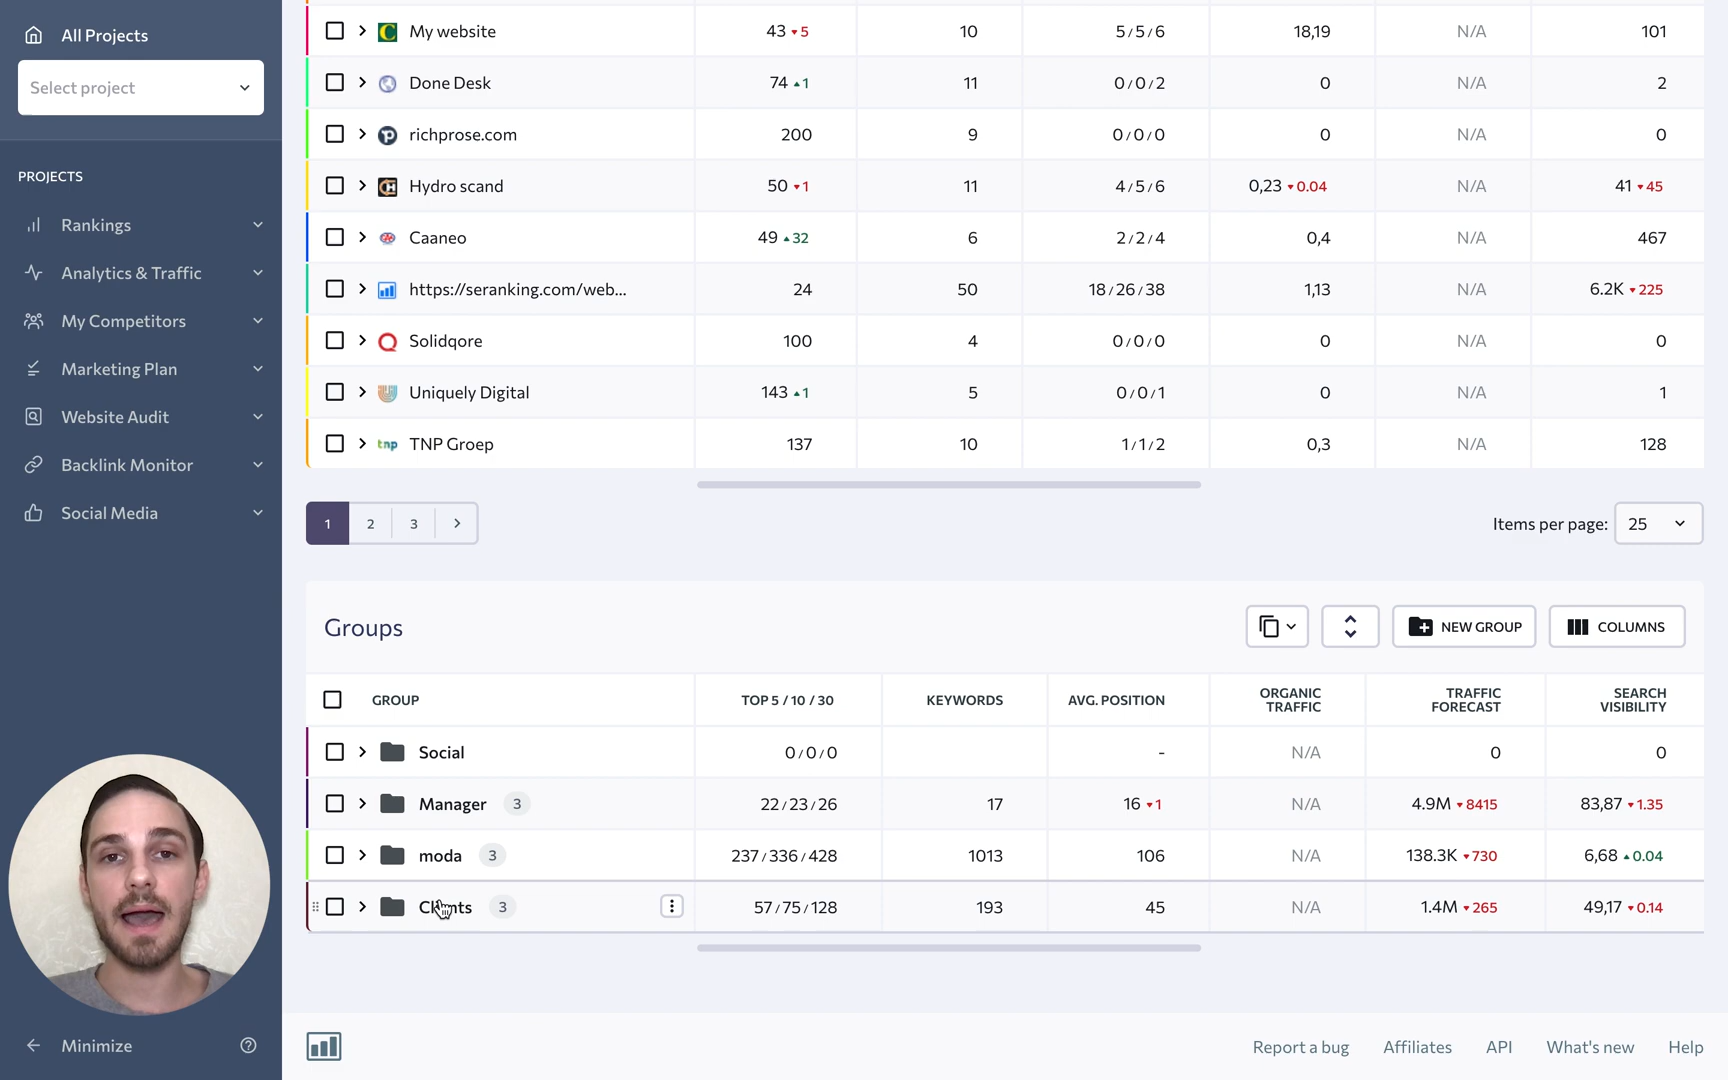 All Projects
Select project
PROJECTS
Rankings
Analytics & Traffic
My Competitors
Marketing Plan
Website Audit
Backlink Monitor
Social Media
Minimize
My website 43 5 10 5/5/6 18,19 N/A 101
Done Desk 74 1 11 0/0/2 0 N/A 2
richprose.com 200 9 0/0/0 0 N/A 0
Hydro scand 50 1 11 4/5/6 0,23 0.04 N/A 41 45
Caaneo 49 32 6 2/2/4 0,4 N/A 467
https://seranking.com/web... 24 50 18/26/38 1,13 N/A 6.2K 225
Solidqore 100 4 0/0/0 0 N/A 0
Uniquely Digital 143 1 5 0/0/1 0 N/A 1
tnp TNP Groep 137 10 1/1/2 0,3 N/A 128
1 2 3
Items per page: 25
Groups
NEW GROUP
COLUMNS
GROUP TOP 5 / 10 / 30 KEYWORDS AVG. POSITION ORGANIC TRAFFIC TRAFFIC FORECAST SEARCH VISIBILITY
Social 0/0/0 - N/A 0 0
Manager 3 22/23/26 17 16 1 N/A 4.9M 8415 83,87 1.35
moda 3 237/336/428 1013 106 N/A 138.3K 730 6,68 0.04
3 57/75/128 193 45 N/A 1.4M 265 49,17 0.14
Report a bug
Affiliates
API
What's new
Help